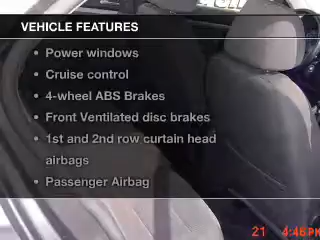 VEHICLE FEATURES
• Power windows
• Cruise control
• 4-wheel ABS Brakes
• Front Ventilated disc brakes
• 1st and 2nd row curtain head
airbags
• Passenger Airbag
21 4:46 PM